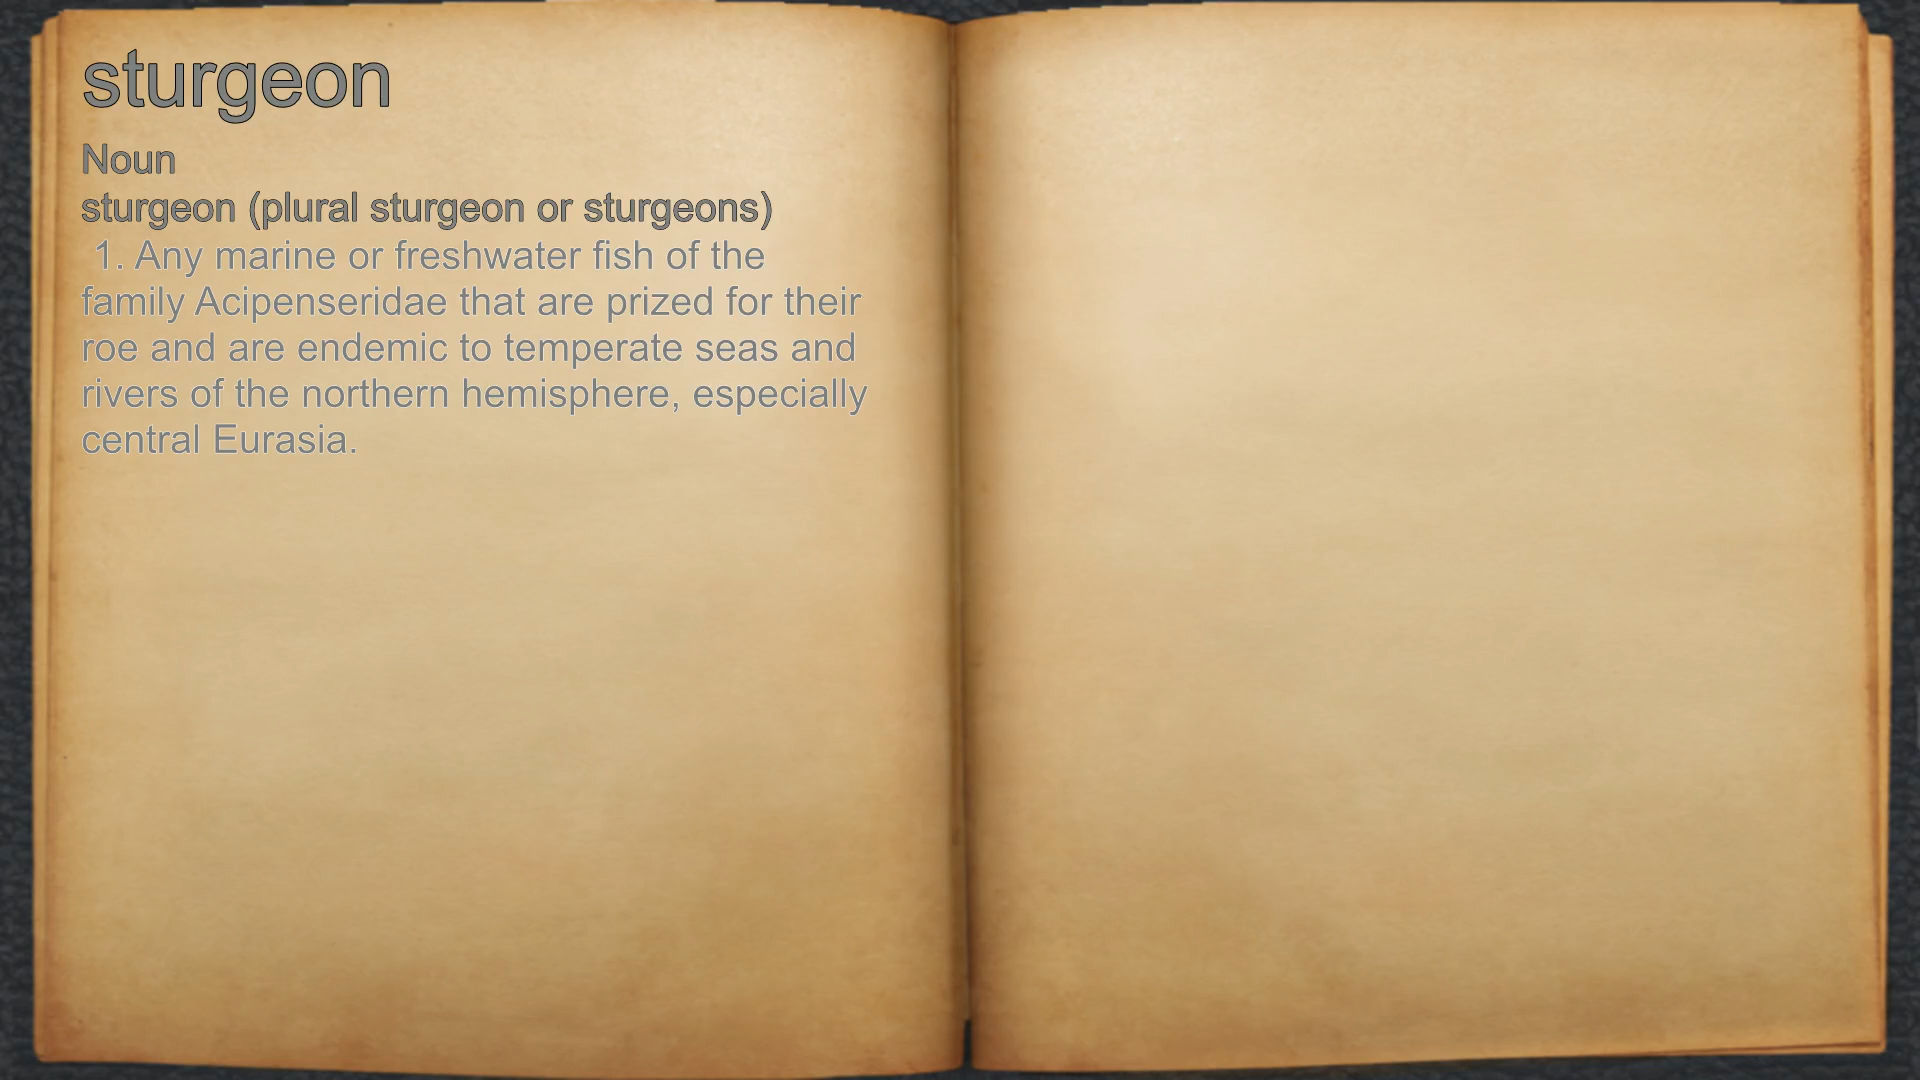 sturgeon
Noun
sturgeon (plural sturgeon or sturgeons)
1. Any marine or freshwater fish of the
family Acipenseridae that are prized for their
roe and are endemic to temperate seas and
rivers of the northern hemisphere, especially
central Eurasia.